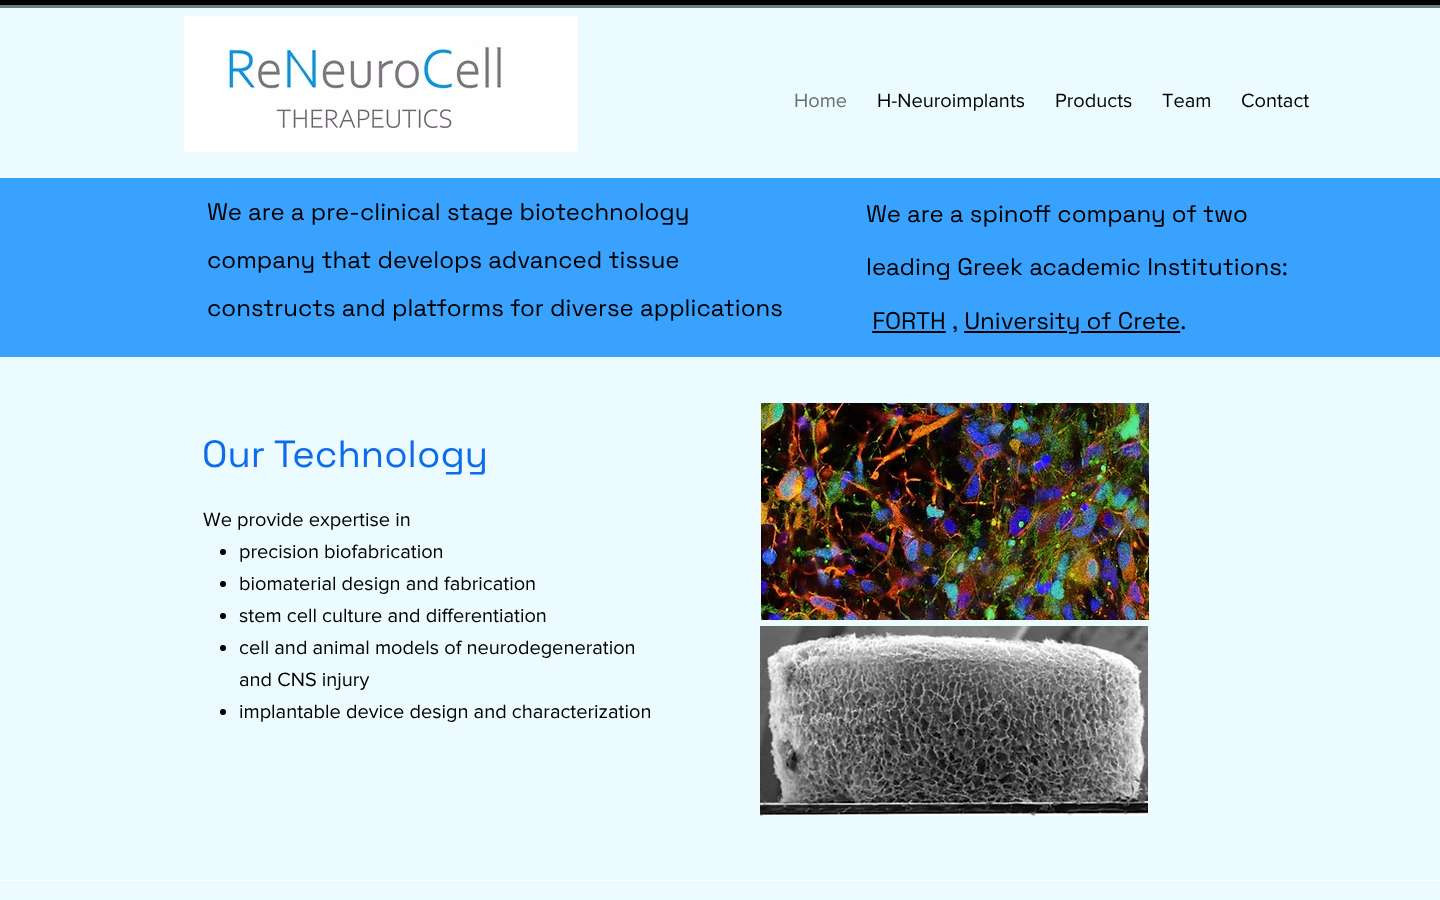 ReNeuroCell
THERAPEUTICS
Home
H-Neuroimplants
Products
Team
Contact
We are a pre-clinical stage biotechnology
company that develops advanced tissue
constructs and platforms for diverse applications
We are a spinoff company of two
leading Greek academic Institutions:
FORTH , University of Crete.
Our Technology
We provide expertise in
• precision biofabrication
• biomaterial design and fabrication
• stem cell culture and differentiation
• cell and animal models of neurodegeneration
and CNS injury
• implantable device design and characterization